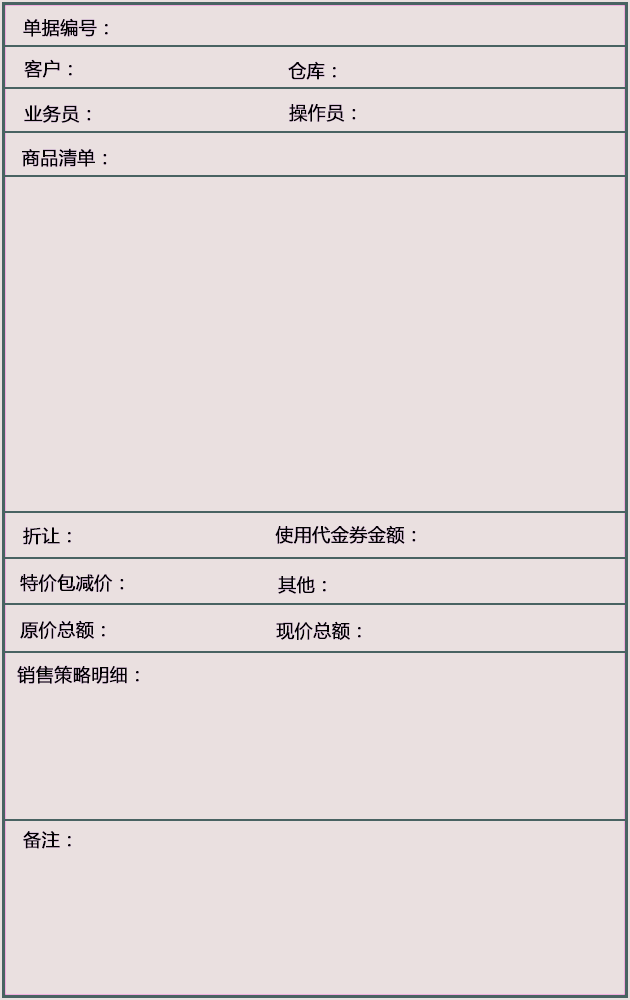 单据编号：
客户： 仓库：
业务员： 操作员：
商品清单：
折让： 使用代金券金额：
特价包减价： 其他：
原价总额： 现价总额：
销售策略明细：
备注：